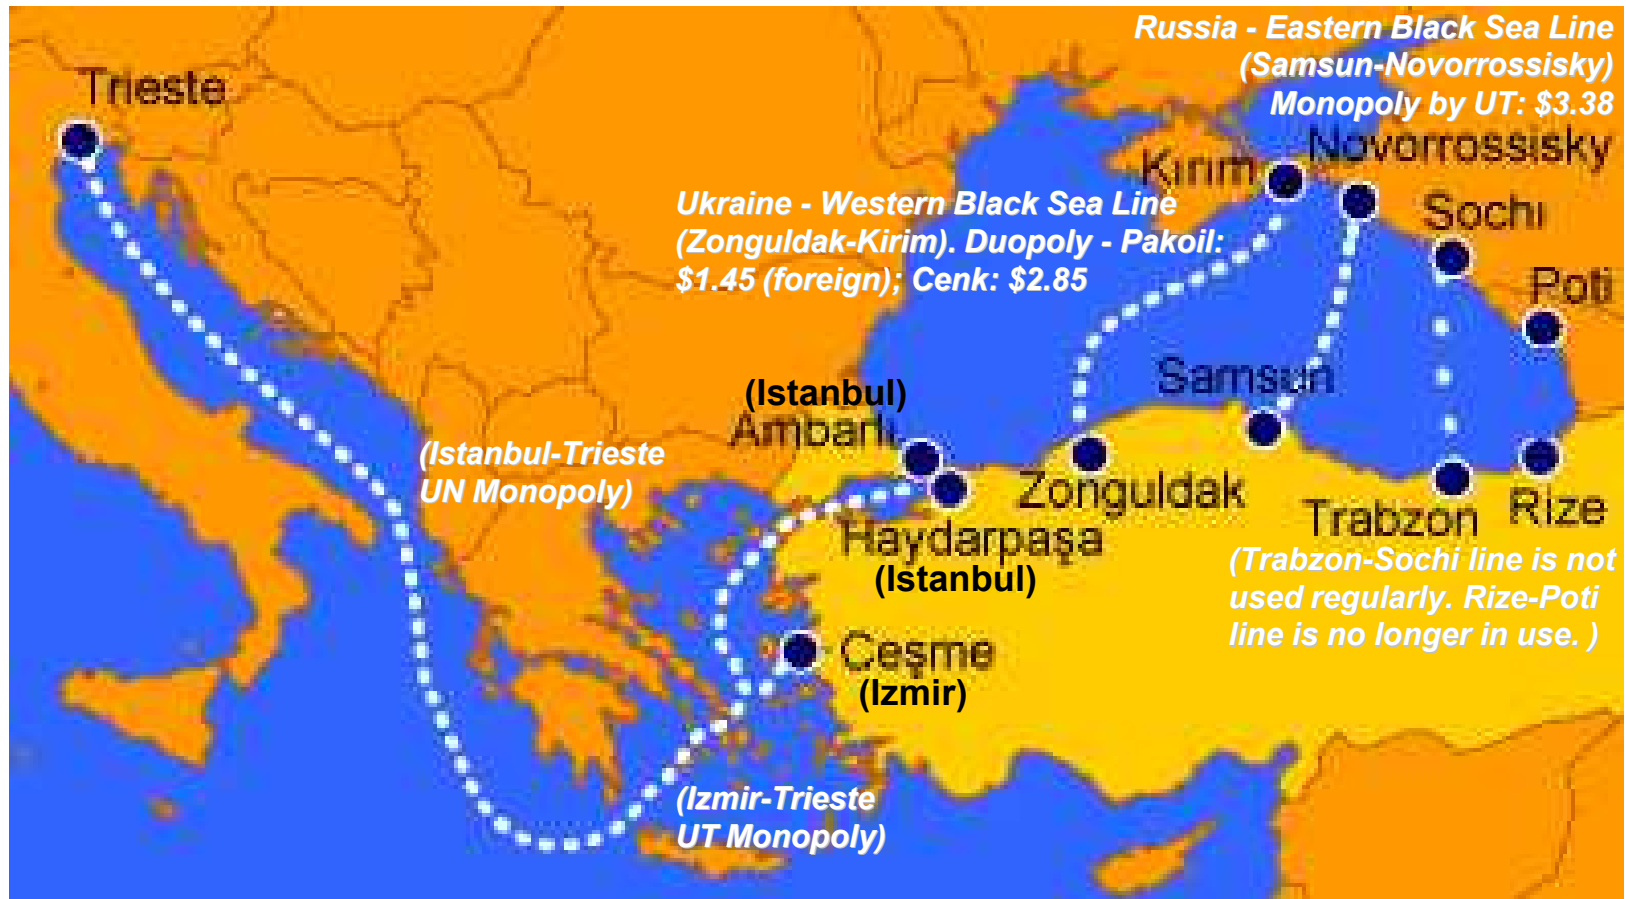 Russia - Eastern Black Sea Line
(Samsun-Novorrossisky)
Monopoly by UT: $3.38
Trieste
Novorrossisky
Kırım
Ukraine - Western Black Sea Line
(Zonguldak-Kirim). Duopoly - Pakoil:
$1.45 (foreign); Cenk: $2.85
Sochı
Poti
Samsun
(Istanbul)
Ambarlı
(Istanbul-Trieste
UN Monopoly)
Zonguldak
Trabzon
Rize
Haydarpaşa
(Istanbul)
(Trabzon-Sochi line is not
used regularly. Rize-Poti
line is no longer in use. )
Çeşme
(Izmir)
(Izmir-Trieste
UT Monopoly)